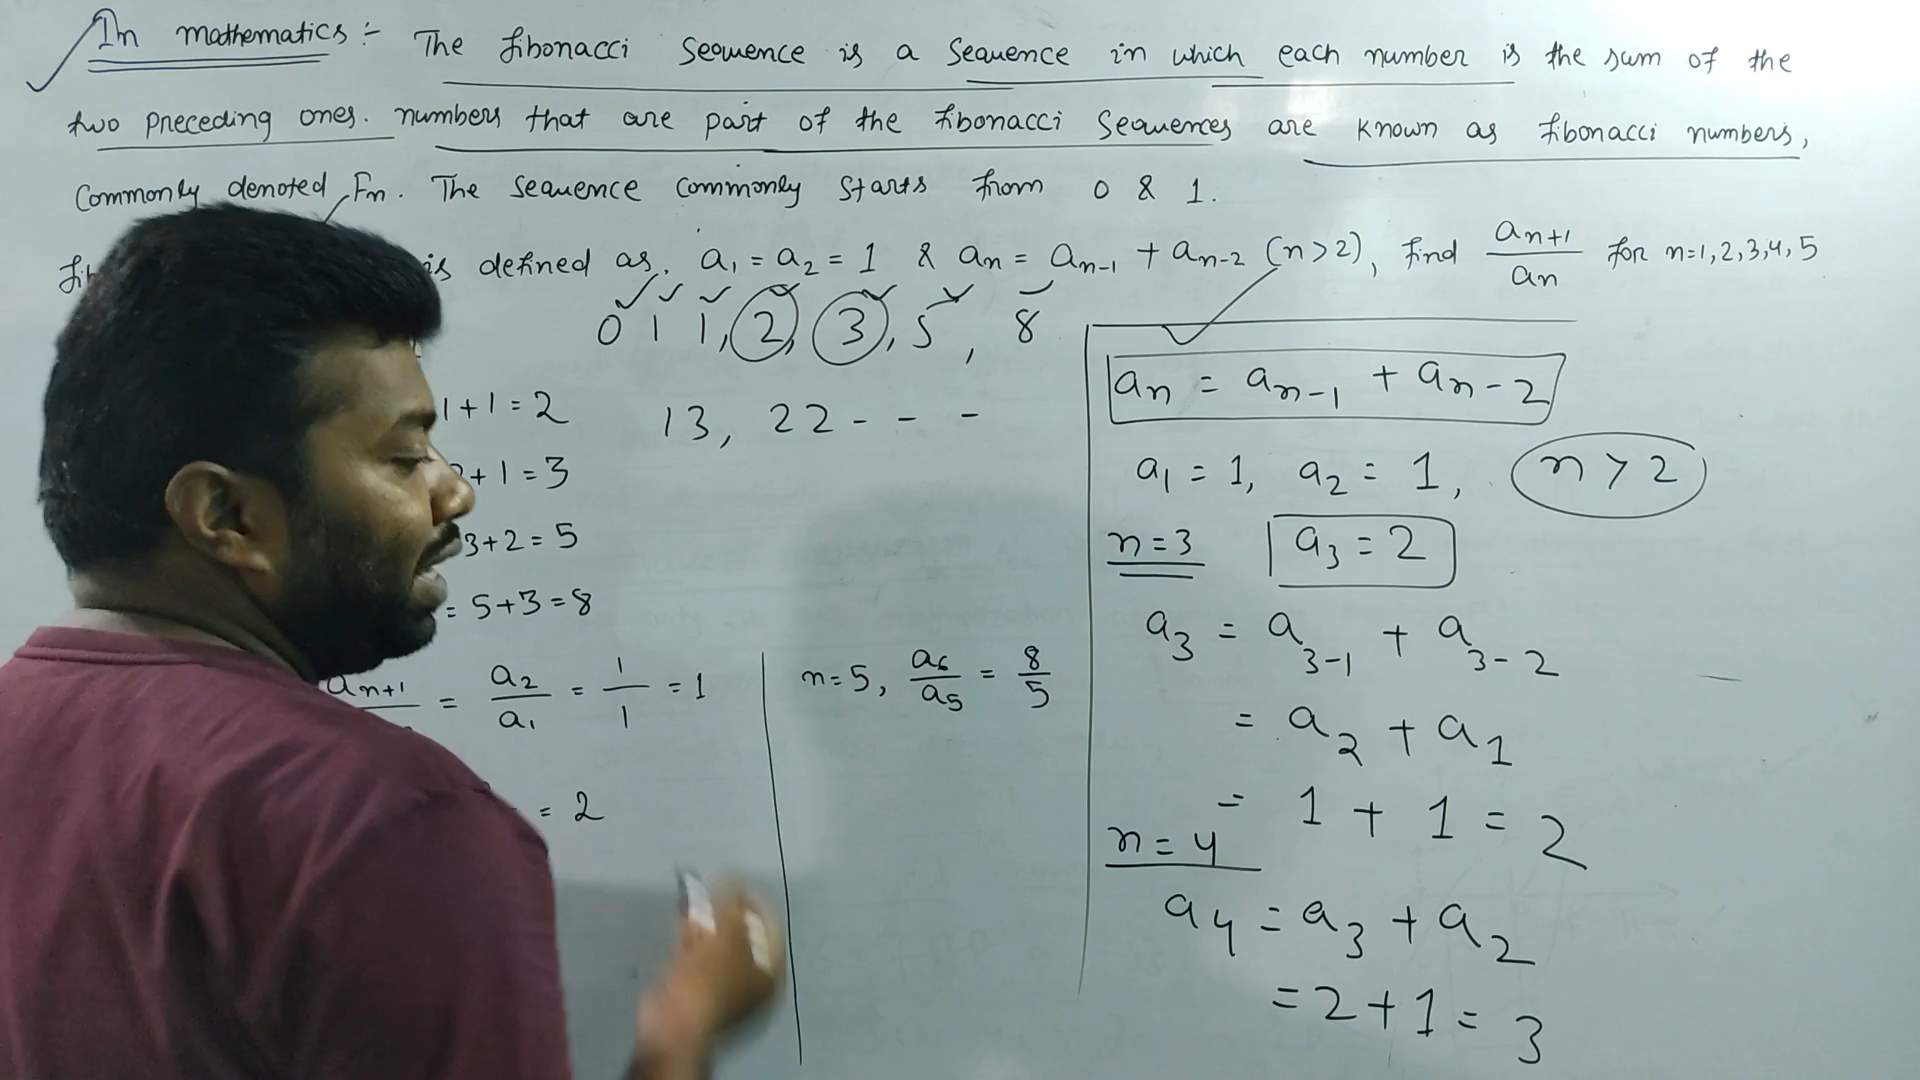 In mathematics :- The fibonacci Sequence is a Sequence in which each number is the sum of the
two preceding ones. numbers that are part of the fibonacci Sequences are known as fibonacci numbers,
Commonly denoted Fn. The sequence commonly starts from 0 & 1.
is defined as, a₁ = a₂ = 1 & an = an-1 + an-2 (n>2), find an+1/an for n=1,2,3,4,5
0 1 1, 2, 3, 5, 8
13, 22 - - -
1+1=2
+1=3
3+2=5
= 5+3=8
an+1 = a₂/a₁ = 1/1 = 1
= 2
n=5, a₆/a₅ = 8/5
an = an-1 + an-2
a₁ = 1, a₂ = 1, n > 2
n=3 a₃ = 2
a₃ = a3-1 + a3-2
= a₂ + a₁
= 1 + 1 = 2
n=4
a₄ = a₃ + a₂
= 2 + 1 = 3